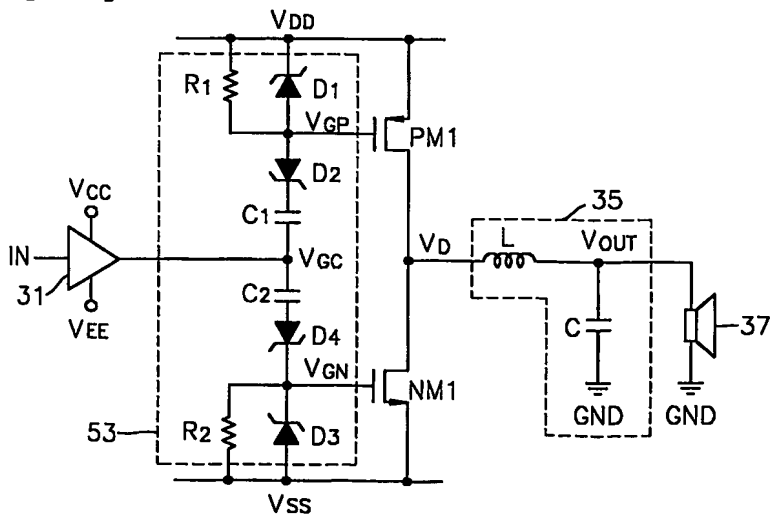 VDD
R1
D1
VGP
PM1
D2
VCC
C1
35
IN
VGC
VD
L
VOUT
31
C2
37
VEE
D4
C
VGN
NM1
GND
GND
53
R2
D3
VSS